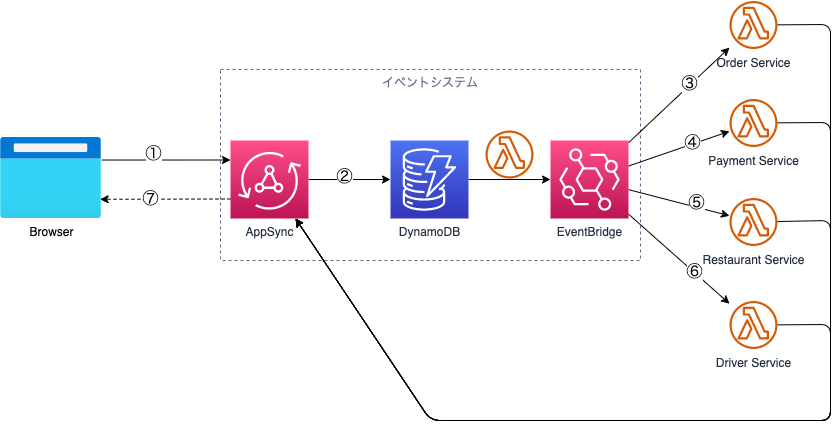 Order Service
イベントシステム
③
Payment Service
④
①
②
⑦
⑤
Browser
AppSync
DynamoDB
EventBridge
Restaurant Service
⑥
Driver Service